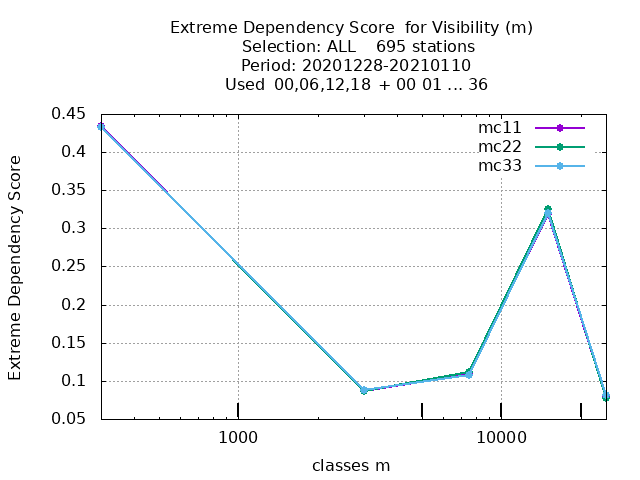 Extreme Dependency Score  for Visibility (m)
Selection: ALL    695 stations
Period: 20201228-20210110
Used  00,06,12,18  + 00 01 ... 36
Extreme Dependency Score
0.45
0.4
0.35
0.3
0.25
0.2
0.15
0.1
0.05
mc11
mc22
mc33
1000
10000
classes m